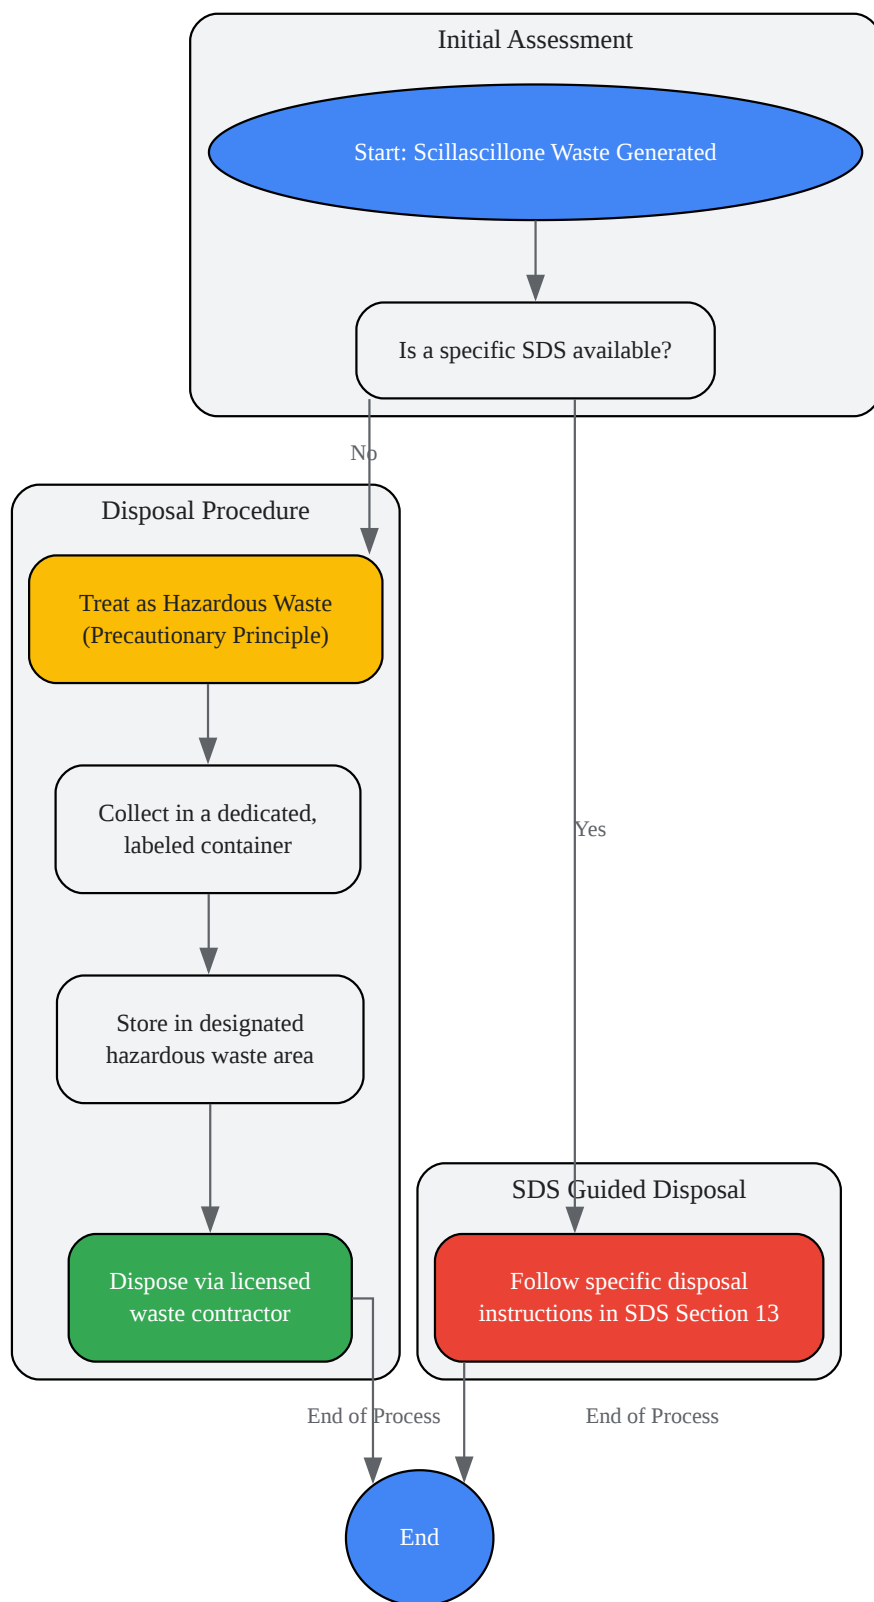 Initial Assessment
Start: Scillascillone Waste Generated
Is a specific SDS available?
No
Disposal Procedure
Treat as Hazardous Waste
(Precautionary Principle)
Collect in a dedicated,
labeled container
Yes
Store in designated
hazardous waste area
SDS Guided Disposal
Dispose via licensed
waste contractor
Follow specific disposal
instructions in SDS Section 13
End of Process
End of Process
End